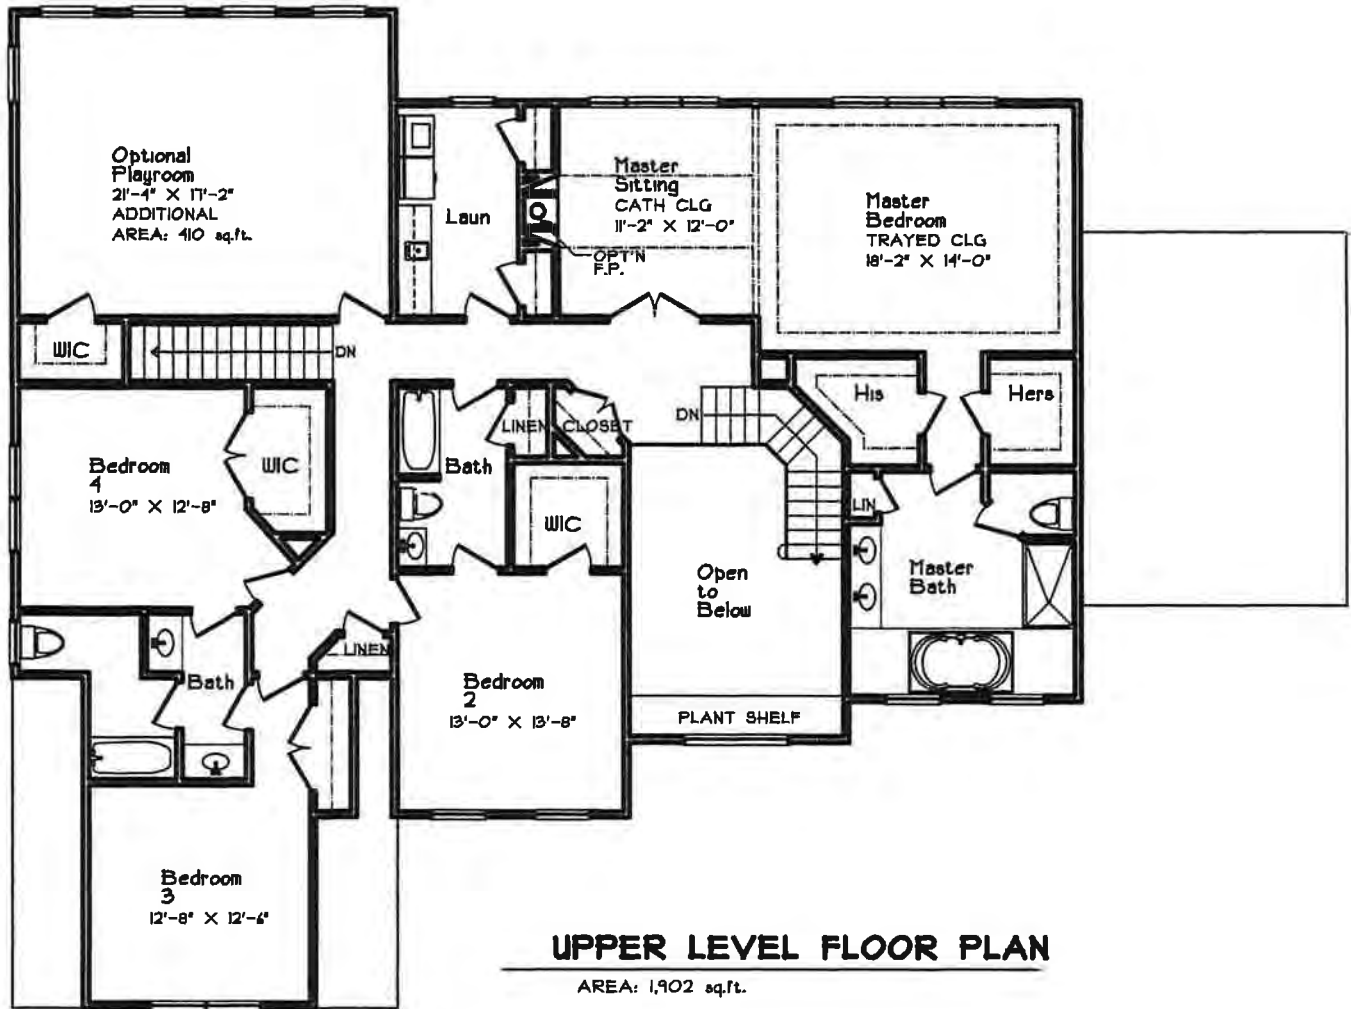 Optional
Playroom
21'-4" X 17'-2"
ADDITIONAL
AREA: 410 sq.ft.
Laun
Master
Sitting
CATH CLG
11'-2" X 12'-0"
OPT'N
F.P.
Master
Bedroom
TRAYED CLG
18'-2" X 14'-0"
WIC
DN
His
Hers
DN
LINEN
CLOSET
Bedroom
4
13'-0" X 12'-8"
WIC
Bath
WIC
LIN
Open
to
Below
Master
Bath
LINEN
Bath
Bedroom
2
13'-0" X 13'-8"
PLANT SHELF
Bedroom
3
12'-8" X 12'-6"
UPPER LEVEL FLOOR PLAN
AREA: 1,902 sq.ft.